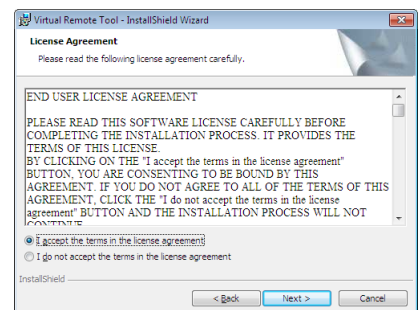 Virtual Remote Tool - InstallShield Wizard
License Agreement
Please read the following license agreement carefully.
END USER LICENSE AGREEMENT
PLEASE READ THIS SOFTWARE LICENSE CAREFULLY BEFORE
COMPLETING THE INSTALLATION PROCESS. IT PROVIDES THE
TERMS OF THIS LICENSE.
BY CLICKING ON THE "I accept the terms in the license agreement"
BUTTON, YOU ARE CONSENTING TO BE BOUND BY THIS
AGREEMENT. IF YOU DO NOT AGREE TO ALL OF THE TERMS OF THIS
AGREEMENT, CLICK THE "I do not accept the terms in the license
agreement" BUTTON AND THE INSTALLATION PROCESS WILL NOT
CONTINUE
I accept the terms in the license agreement
I do not accept the terms in the license agreement
InstallShield
< Back Next > Cancel